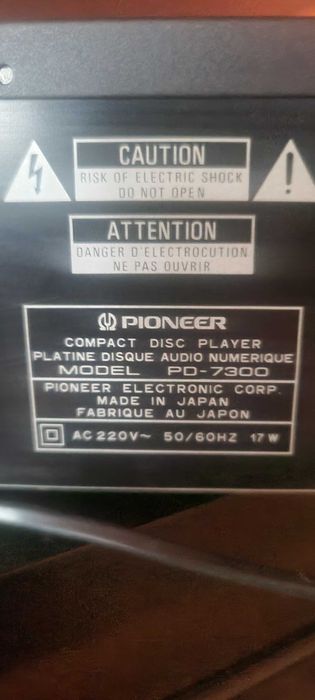 CAUTION
RISK OF ELECTRIC SHOCK
DO NOT OPEN
ATTENTION
DANGER D'ELECTROCUTION
NE PAS OUVRIR
PIONEER
COMPACT DISC PLAYER
PLATINE DISQUE AUDIO NUMERIQUE
MODEL PD-7300
PIONEER ELECTRONIC CORP.
MADE IN JAPAN
FABRIQUE AU JAPON
AC 220V~ 50/60HZ 17W